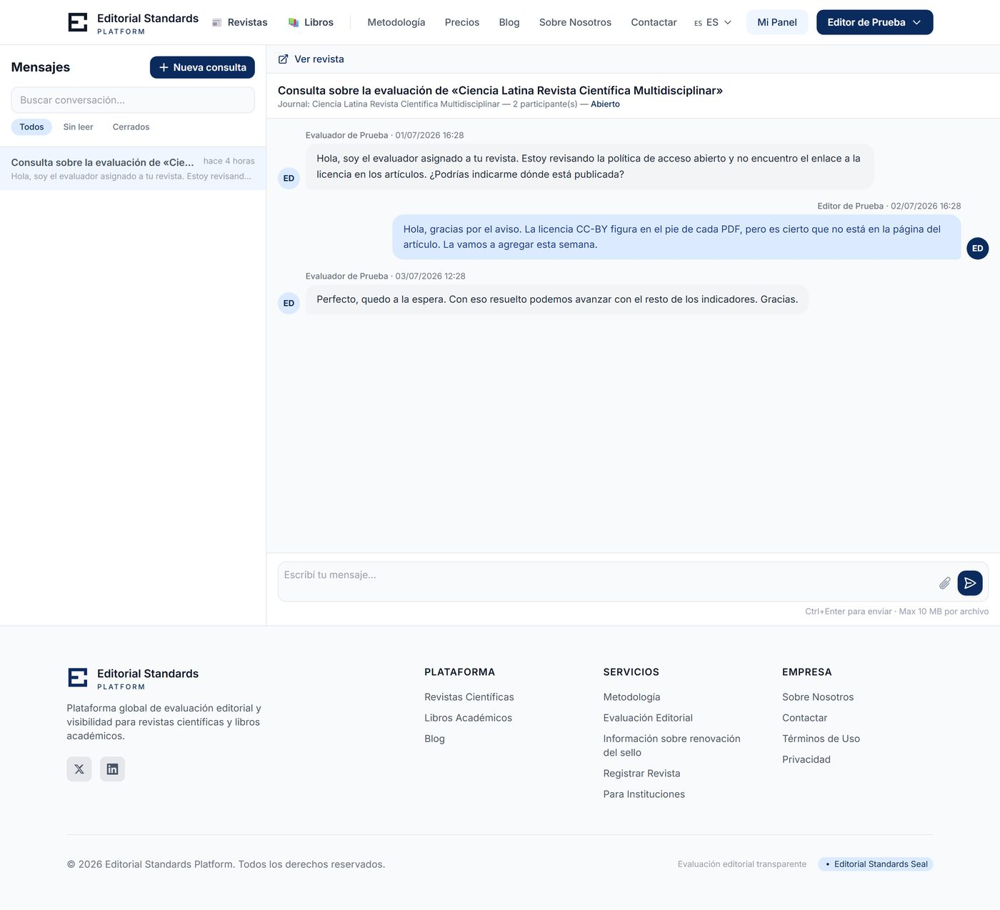 Editorial Standards
PLATFORM
Revistas
Libros
Metodología
Precios
Blog
Sobre Nosotros
Contactar
ES ES
Mi Panel
Editor de Prueba
Mensajes
+ Nueva consulta
Buscar conversación...
Todos
Sin leer
Cerrados
Consulta sobre la evaluación de «Cie... hace 4 horas
Hola, soy el evaluador asignado a tu revista. Estoy revisand...
Ver revista
Consulta sobre la evaluación de «Ciencia Latina Revista Científica Multidisciplinar»
Journal: Ciencia Latina Revista Científica Multidisciplinar — 2 participante(s) — Abierto
Evaluador de Prueba · 01/07/2026 16:28
ED
Hola, soy el evaluador asignado a tu revista. Estoy revisando la política de acceso abierto y no encuentro el enlace a la
licencia en los artículos. ¿Podrías indicarme dónde está publicada?
Editor de Prueba · 02/07/2026 16:28
Hola, gracias por el aviso. La licencia CC-BY figura en el pie de cada PDF, pero es cierto que no está en la página del
artículo. La vamos a agregar esta semana.
ED
Evaluador de Prueba · 03/07/2026 12:28
ED
Perfecto, quedo a la espera. Con eso resuelto podemos avanzar con el resto de los indicadores. Gracias.
Escribí tu mensaje...
Ctrl+Enter para enviar · Max 10 MB por archivo
Editorial Standards
PLATFORM
Plataforma global de evaluación editorial y
visibilidad para revistas científicas y libros
académicos.
PLATAFORMA
Revistas Científicas
Libros Académicos
Blog
SERVICIOS
Metodología
Evaluación Editorial
Información sobre renovación
del sello
Registrar Revista
Para Instituciones
EMPRESA
Sobre Nosotros
Contactar
Términos de Uso
Privacidad
© 2026 Editorial Standards Platform. Todos los derechos reservados.
Evaluación editorial transparente
• Editorial Standards Seal